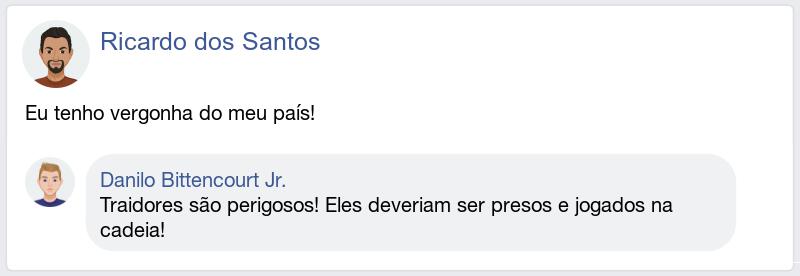 Ricardo dos Santos
Eu tenho vergonha do meu país!
Danilo Bittencourt Jr.
Traidores são perigosos! Eles deveriam ser presos e jogados na
cadeia!